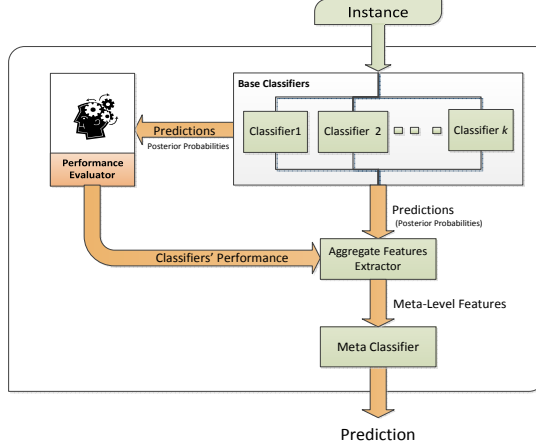 Instance
Base Classifiers
Classifier1
Classifier 2
Classifier k
Predictions
Posterior Probabilities
Performance
Evaluator
Predictions
(Posterior Probabilities)
Classifiers' Performance
Aggregate Features
Extractor
Meta-Level Features
Meta Classifier
Prediction